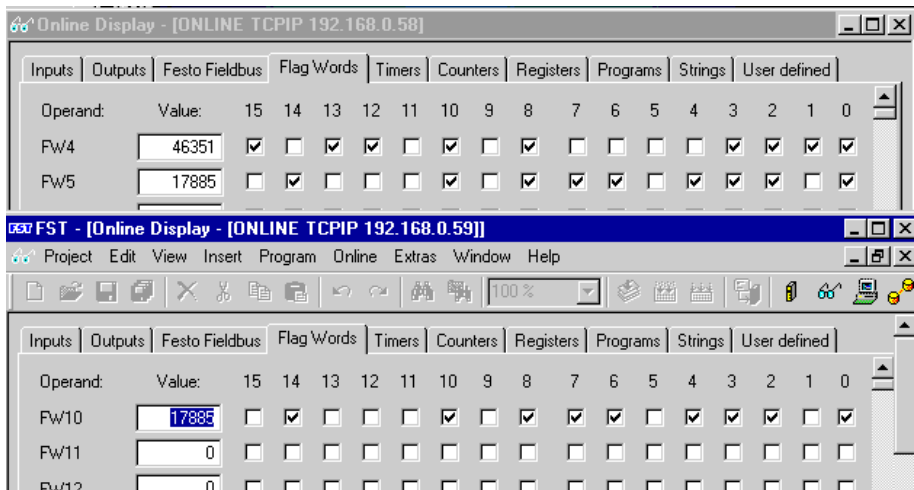 Online Display - [ONLINE TCPIP 192.168.0.58]
Inputs Outputs Festo Fieldbus Flag Words Timers Counters Registers Programs Strings User defined
Operand: Value: 15 14 13 12 11 10 9 8 7 6 5 4 3 2 1 0
FW4 46351
FW5 17885
FST - [Online Display - [ONLINE TCPIP 192.168.0.59]]
Project Edit View Insert Program Online Extras Window Help
100 %
Inputs Outputs Festo Fieldbus Flag Words Timers Counters Registers Programs Strings User defined
Operand: Value: 15 14 13 12 11 10 9 8 7 6 5 4 3 2 1 0
FW10 17885
FW11 0
FW12 0